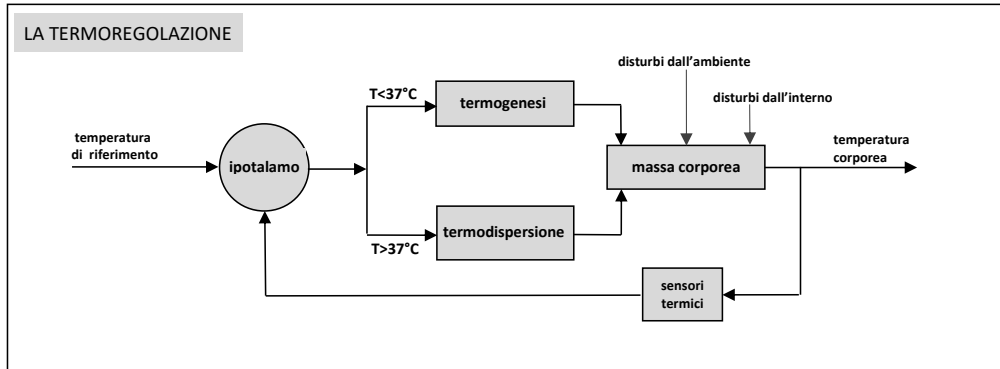 LA TERMOREGOLAZIONE
disturbi dall'ambiente
disturbi dall'interno
T<37°C
termogenesi
temperatura
di riferimento
ipotalamo
massa corporea
temperatura
corporea
termodispersione
T>37°C
sensori
termici